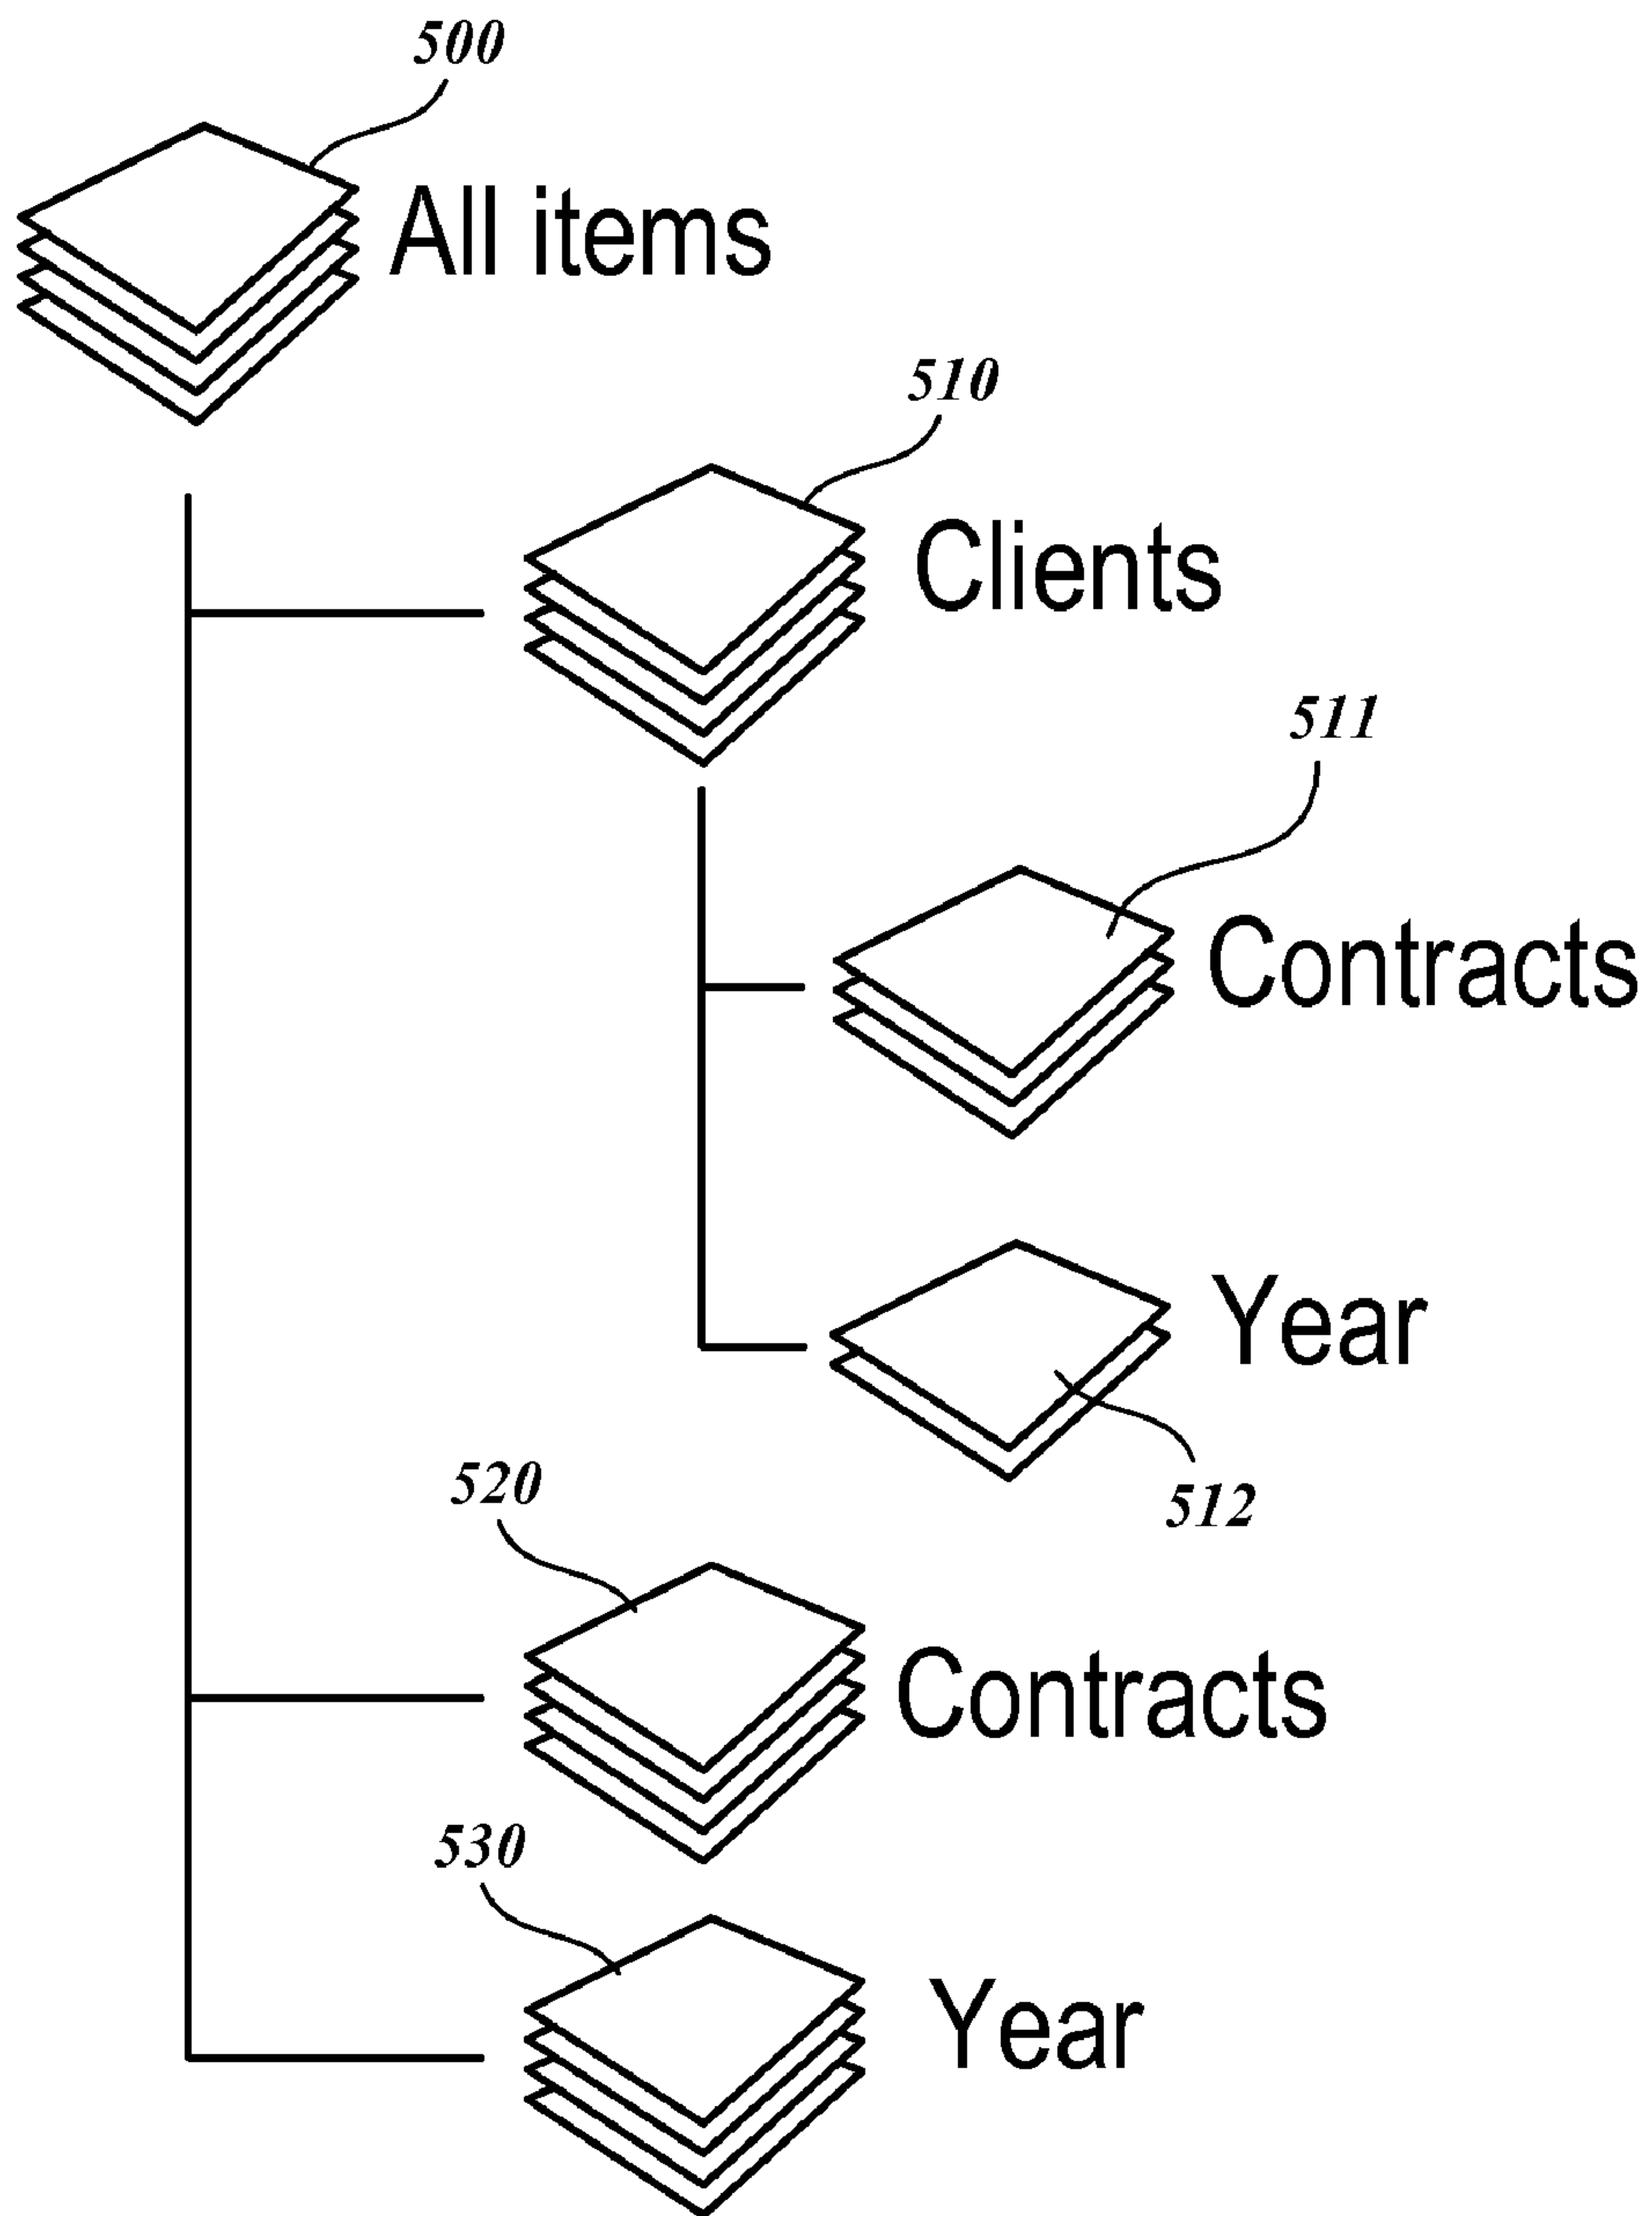 500
All items
510
Clients
511
Contracts
Year
512
520
Contracts
530
Year